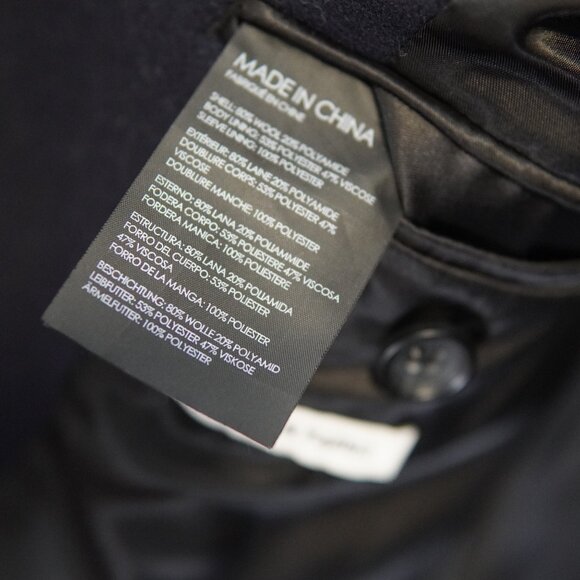 MADE IN CHINA
FABRIQUÉ EN CHINE
SHELL: 80% WOOL 20% POLYAMIDE
BODY LINING: 53% POLYESTER 47% VISCOSE
SLEEVE LINING: 100% POLYESTER
EXTÉRIEUR: 80% LAINE 20% POLYAMIDE
DOUBLURE CORPS: 53% POLYESTER 47%
VISCOSE
DOUBLURE MANCHE: 100% POLYESTER
ESTERNO: 80% LANA 20% POLIAMMIDE
FODERA CORPO: 53% POLIESTERE 47% VISCOSA
FORDERA MANICA: 100% POLIESTERE
ESTRUCTURA: 80% LANA 20% POLIAMIDA
FORRO DEL CUERPO: 53% POLIESTER
47% VISCOSA
FORRO DE LA MANGA: 100% POLIESTER
BESCHICHTUNG: 80% WOLLE 20% POLYAMID
LEIBFUTTER: 53% POLYESTER 47% VISCOSE
ÄRMELFUTTER: 100% POLYESTER